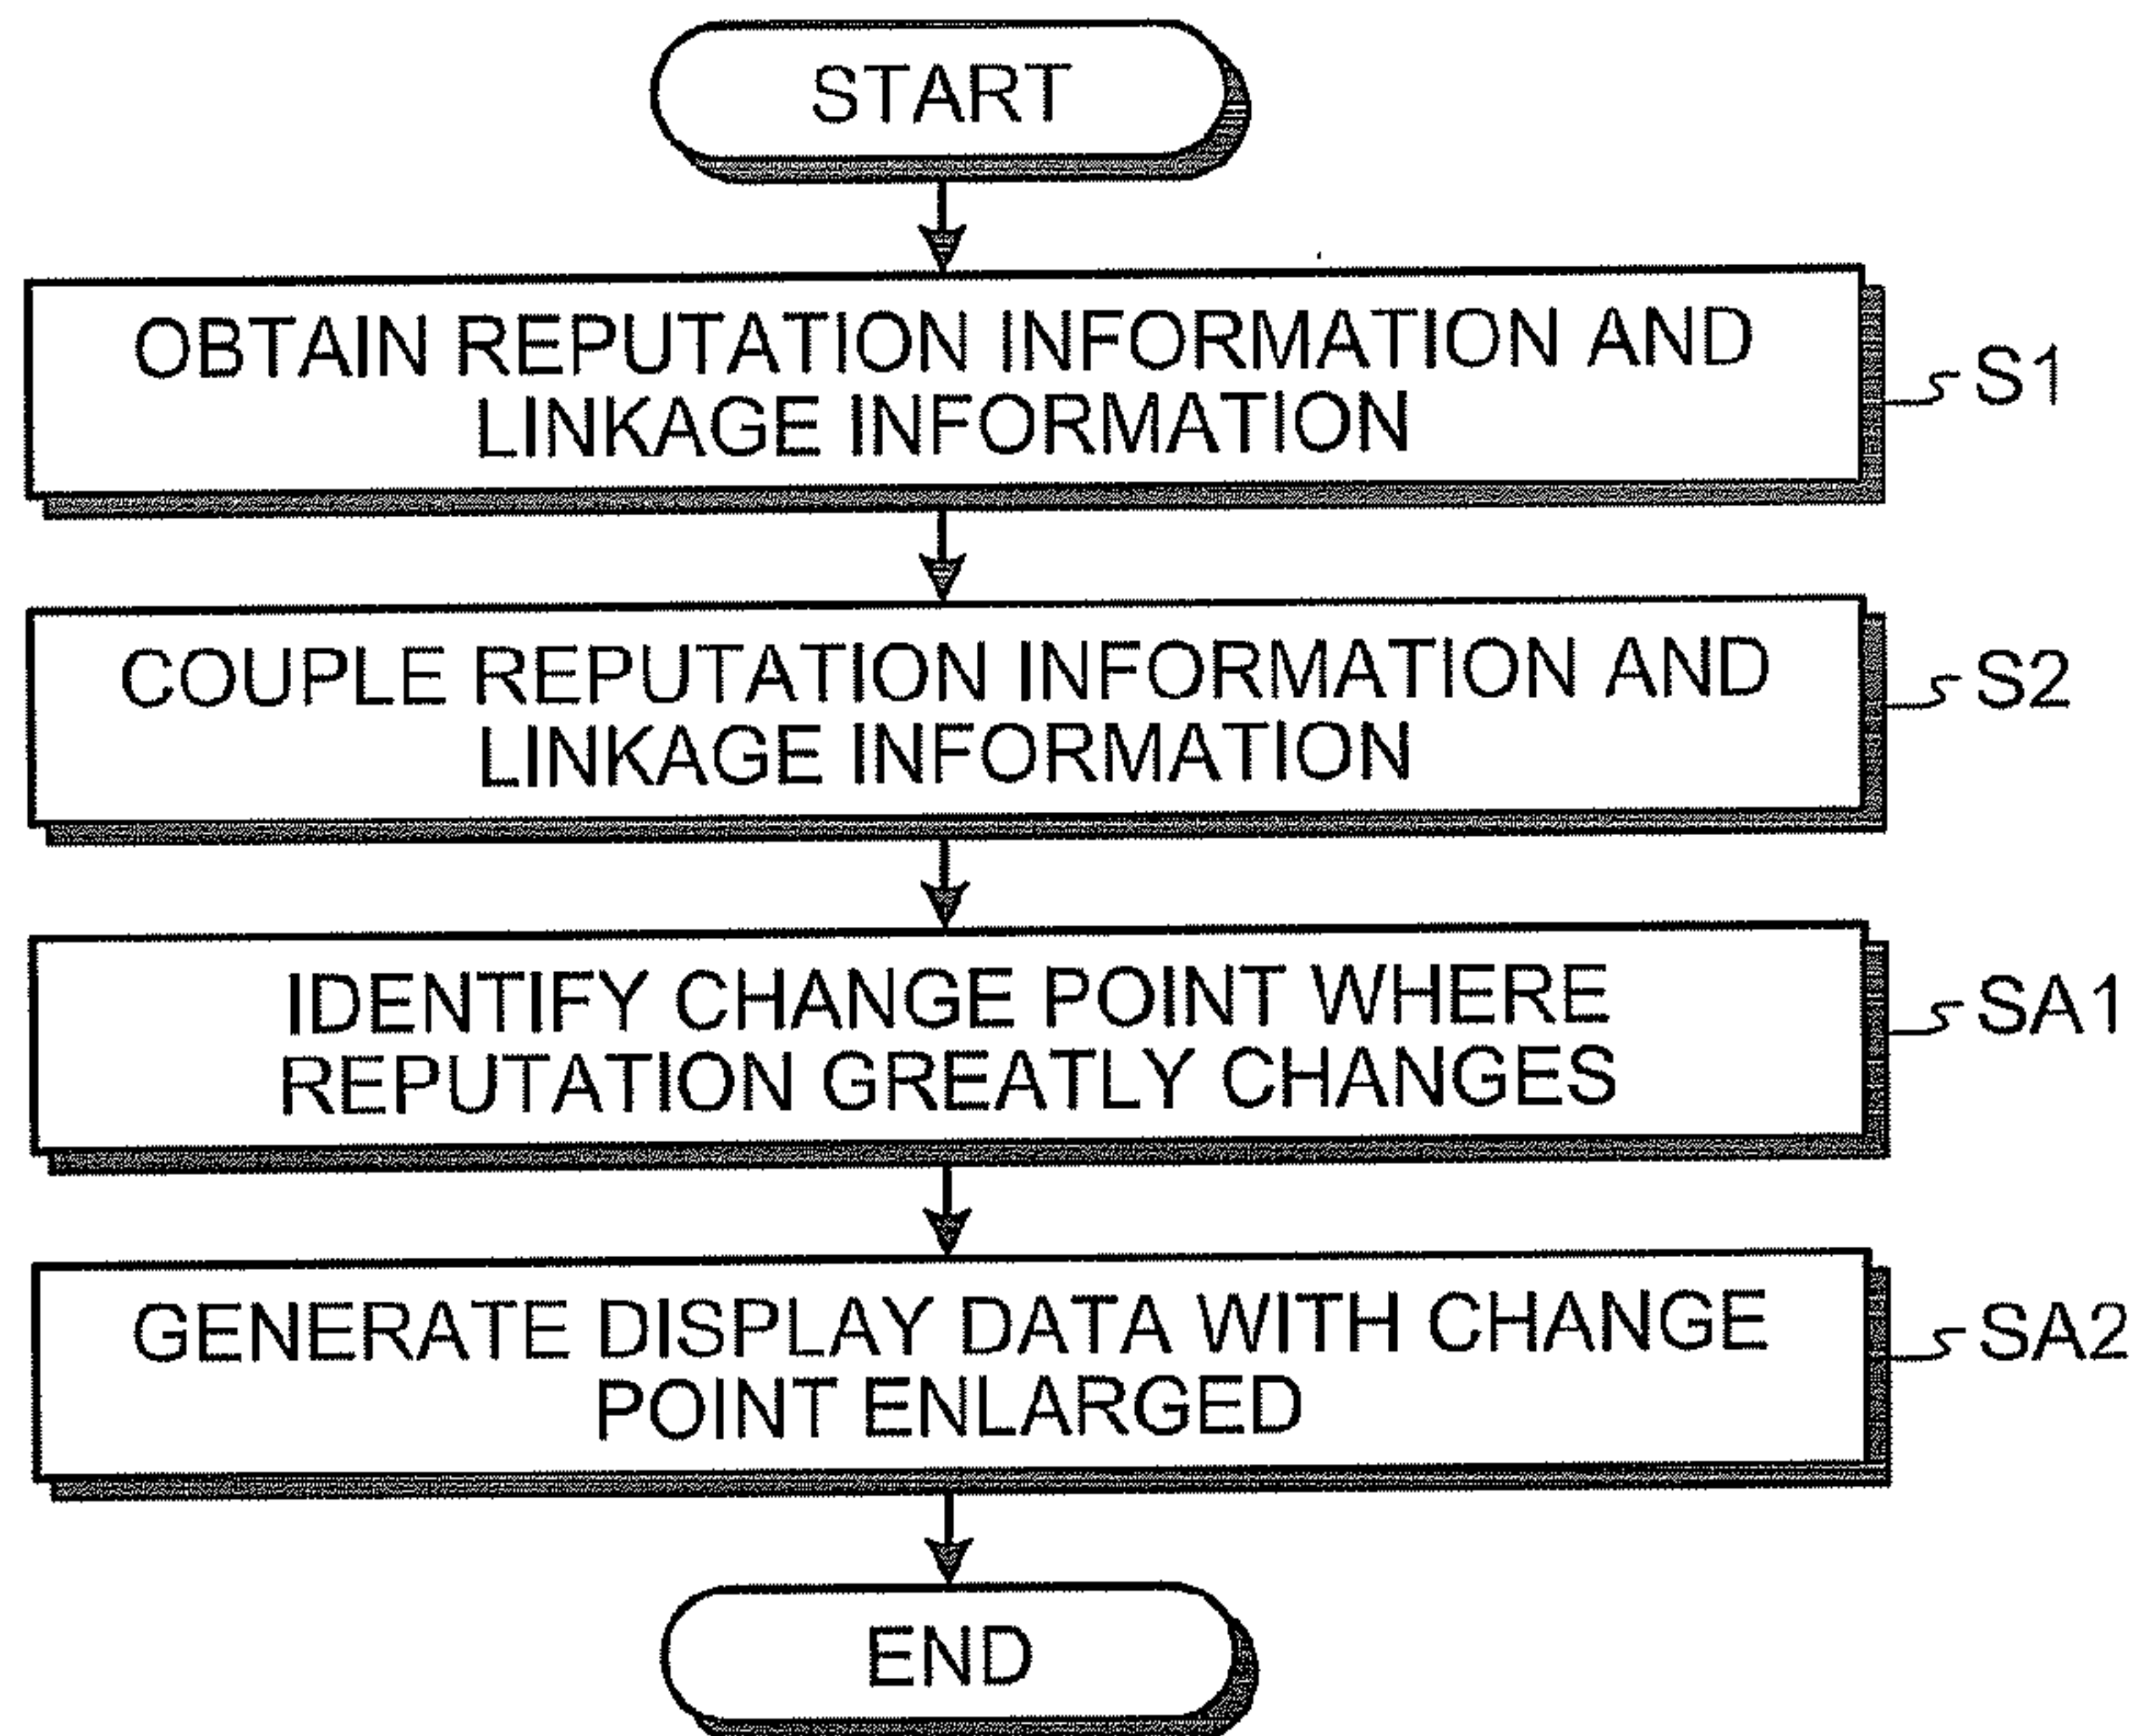 START
OBTAIN REPUTATION INFORMATION AND
LINKAGE INFORMATION
S1
COUPLE REPUTATION INFORMATION AND
LINKAGE INFORMATION
S2
IDENTIFY CHANGE POINT WHERE
REPUTATION GREATLY CHANGES
SA1
GENERATE DISPLAY DATA WITH CHANGE
POINT ENLARGED
SA2
END